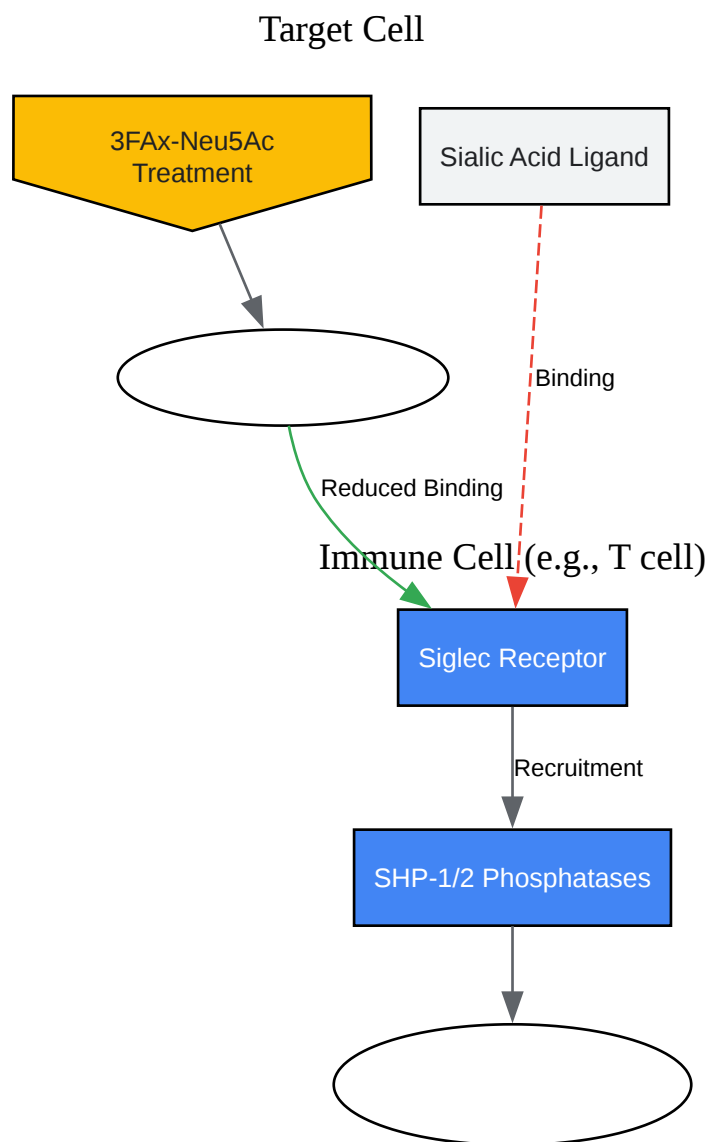 Target Cell
3FAx-Neu5Ac
Treatment
Sialic Acid Ligand
Binding
Reduced Binding
Immune Cell (e.g., T cell)
Siglec Receptor
Recruitment
SHP-1/2 Phosphatases